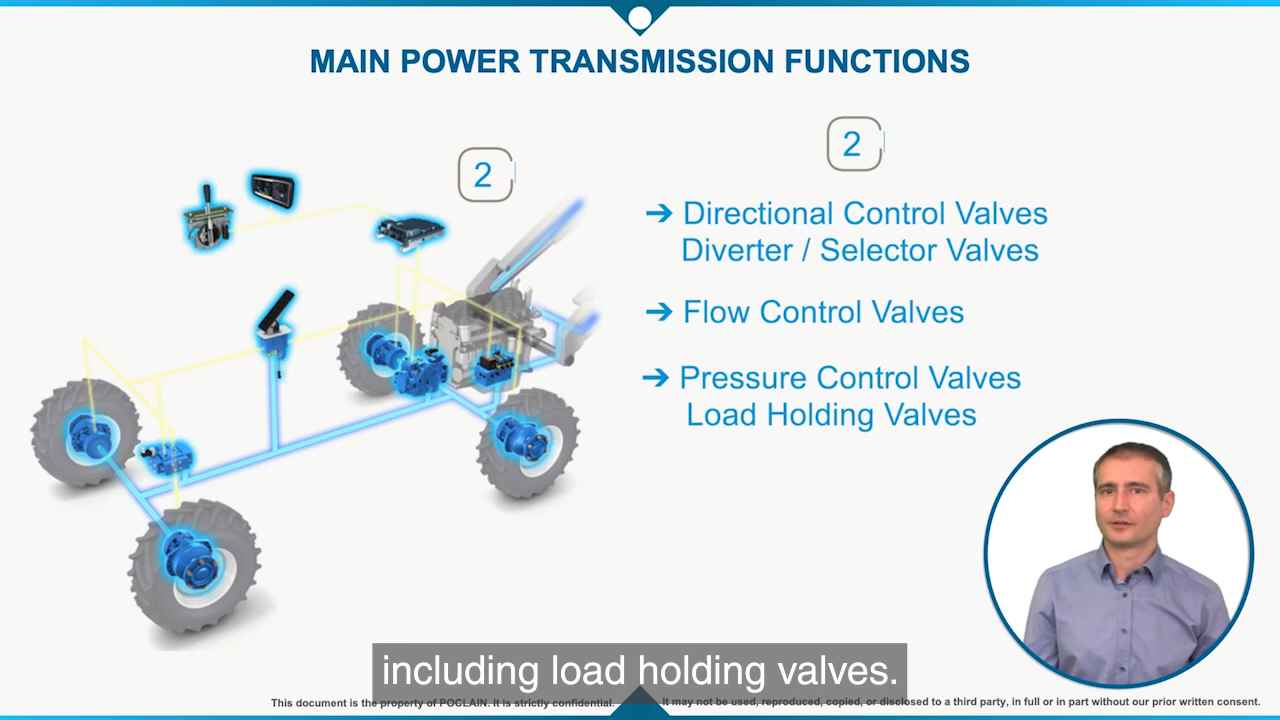 MAIN POWER TRANSMISSION FUNCTIONS
2
2
➔ Directional Control Valves
Diverter / Selector Valves
➔ Flow Control Valves
➔ Pressure Control Valves
Load Holding Valves
including load holding valves.
This document is the property of POCLAIN. It is strictly confidential. It may not be used, reproduced, copied, or disclosed to a third party, in full or in part without our prior written consent.